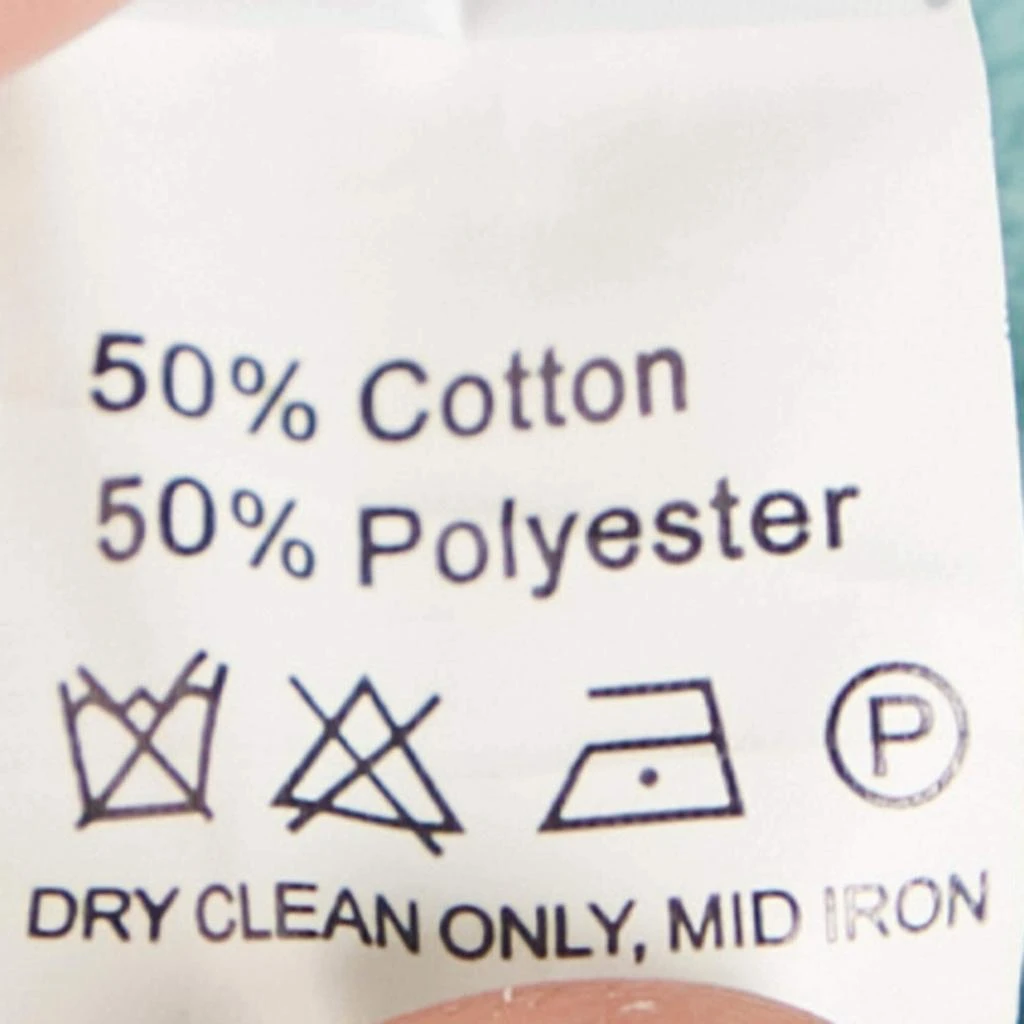 50% Cotton
50% Polyester
P
DRY CLEAN ONLY, MID IRON